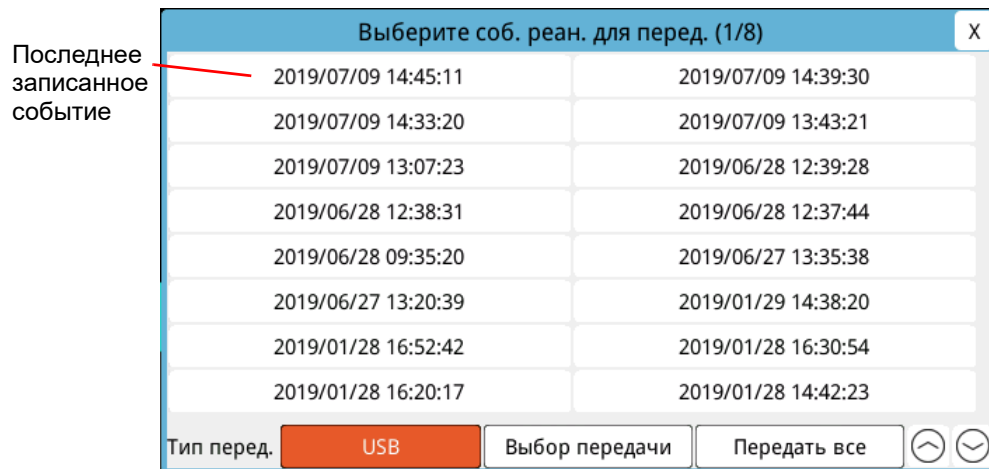 Выберите соб. реан. для перед. (1/8)
X
Последнее
записанное
событие
2019/07/09 14:45:11 2019/07/09 14:39:30
2019/07/09 14:33:20 2019/07/09 13:43:21
2019/07/09 13:07:23 2019/06/28 12:39:28
2019/06/28 12:38:31 2019/06/28 12:37:44
2019/06/28 09:35:20 2019/06/27 13:35:38
2019/06/27 13:20:39 2019/01/29 14:38:20
2019/01/28 16:52:42 2019/01/28 16:30:54
2019/01/28 16:20:17 2019/01/28 14:42:23
Тип перед. USB Выбор передачи Передать все